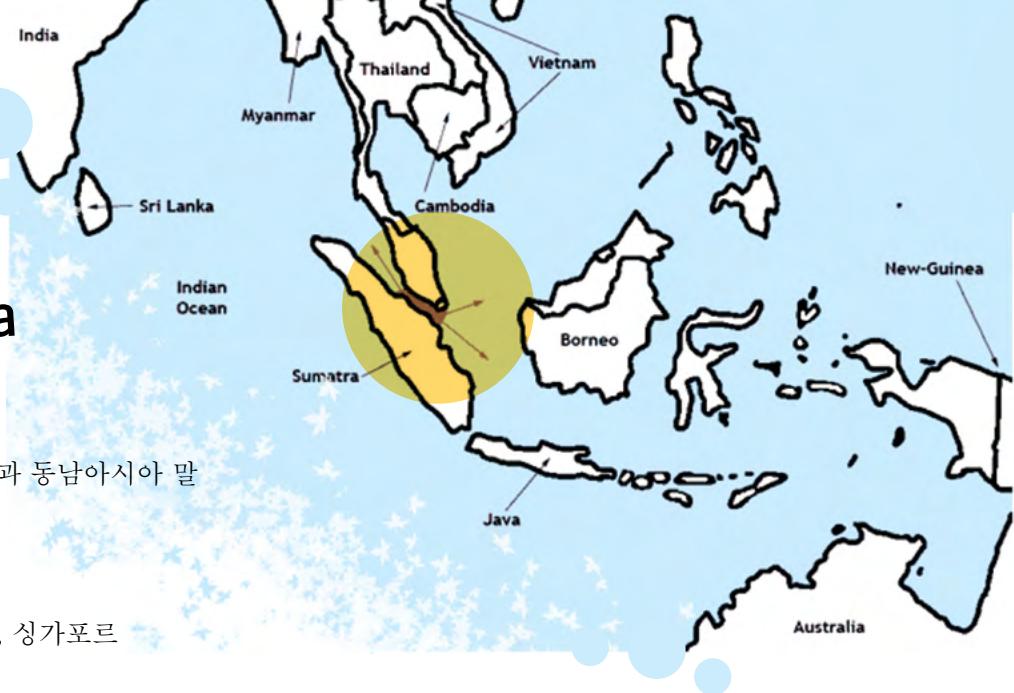 India
Thailand
Vietnam
Myanmar
Sri Lanka
Cambodia
Indian
Ocean
New-Guinea
a
Borneo
Sumatra
과 동남아시아 말
Java
싱가포르
Australia